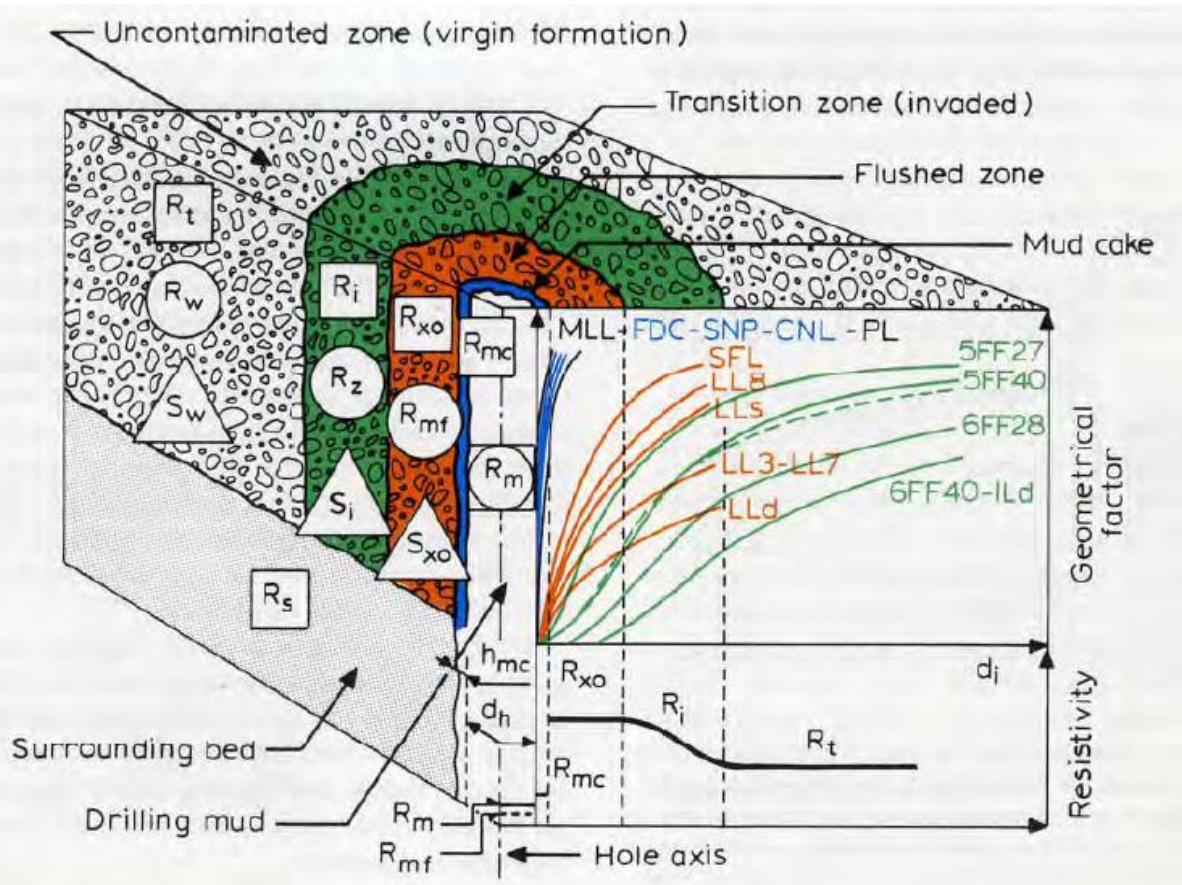 Uncontaminated zone (virgin formation)
Transition zone (invaded)
Flushed zone
Mud cake
Rt
Rw
Sw
Ri
Rz
Si
Rxo
Rmf
Sxo
Rmc
Rm
Rs
MLL-FDC-SNP-CNL-PL
SFL
LL8
LLs
LL3-LL7
LLd
5FF27
5FF40
6FF28
6FF40-ILd
Geometrical
factor
di
hmc
dh
Rxo
Ri
Rt
Rmc
Resistivity
Surrounding bed
Drilling mud
Rm
Rmf
Hole axis